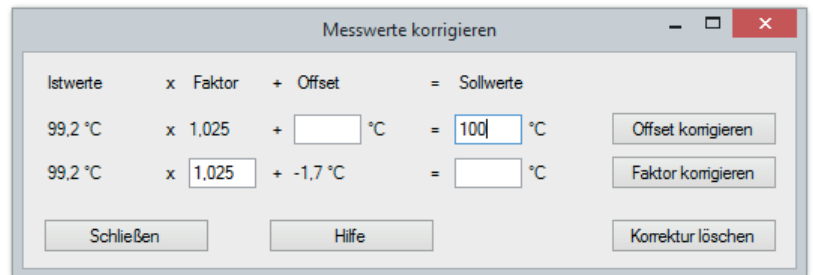 Messwerte korrigieren
Istwerte x Faktor + Offset = Sollwerte
99,2 °C x 1,025 + °C = 100 °C Offset korrigieren
99,2 °C x 1,025 + -1,7 °C = °C Faktor korrigieren
Schließen Hilfe Korrektur löschen